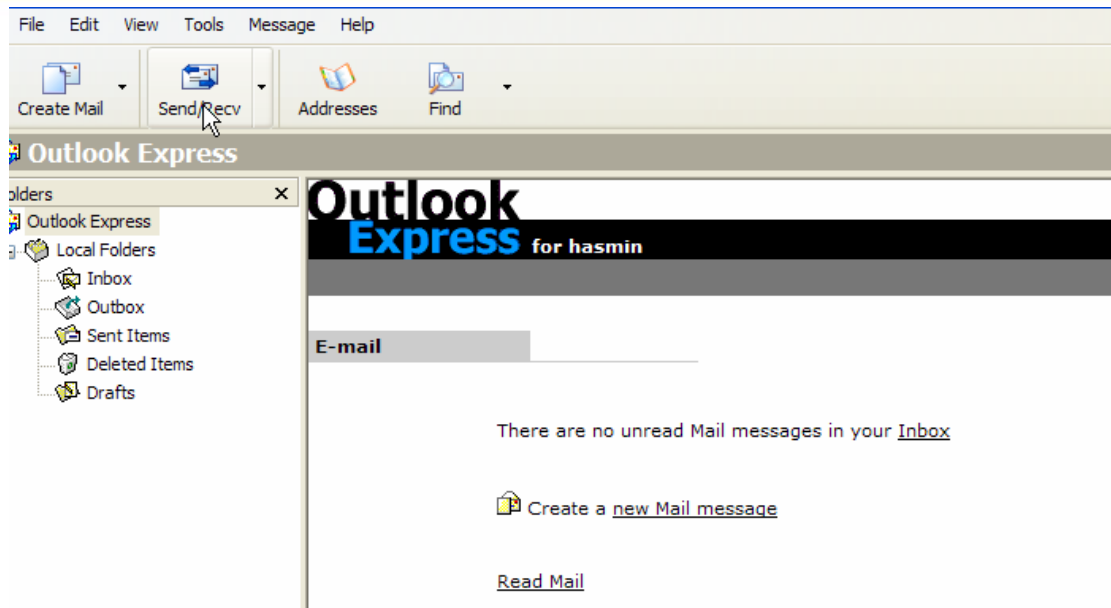 File Edit View Tools Message Help
Create Mail Send/Recv Addresses Find
Outlook Express
olders
Outlook Express
Local Folders
Inbox
Outbox
Sent Items
Deleted Items
Drafts
Outlook
Express for hasmin
E-mail
There are no unread Mail messages in your Inbox
Create a new Mail message
Read Mail